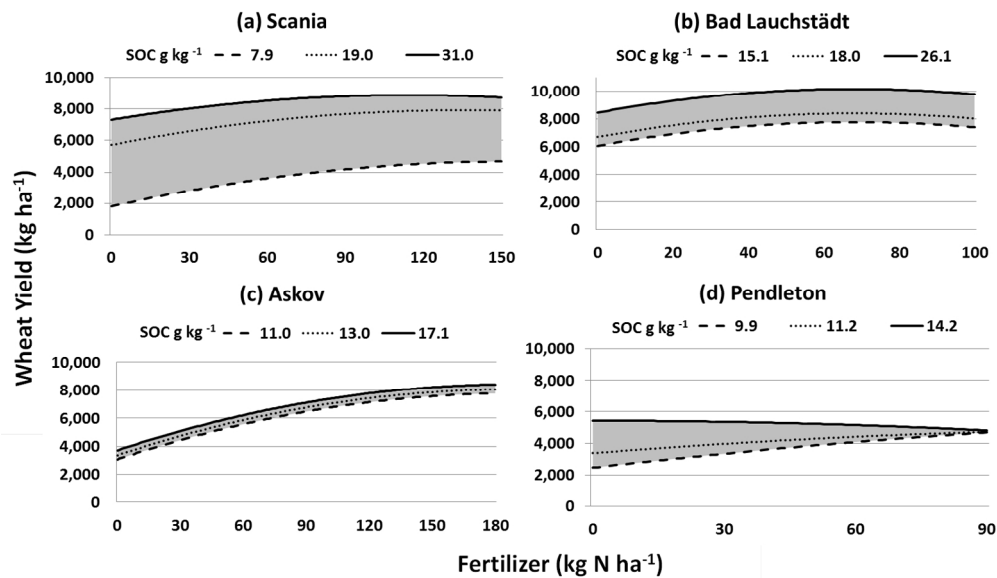 (a) Scania
SOC g kg -1 7.9 19.0 31.0
10,000
8,000
6,000
4,000
2,000
0
0 30 60 90 120 150
(b) Bad Lauchstädt
SOC g kg -1 15.1 18.0 26.1
10,000
8,000
6,000
4,000
2,000
0
0 20 40 60 80 100
(c) Askov
SOC g kg -1 11.0 13.0 17.1
10,000
8,000
6,000
4,000
2,000
0
0 30 60 90 120 150 180
(d) Pendleton
SOC g kg -1 9.9 11.2 14.2
10,000
8,000
6,000
4,000
2,000
0
0 30 60 90
Wheat Yield (kg ha-1)
Fertilizer (kg N ha-1)